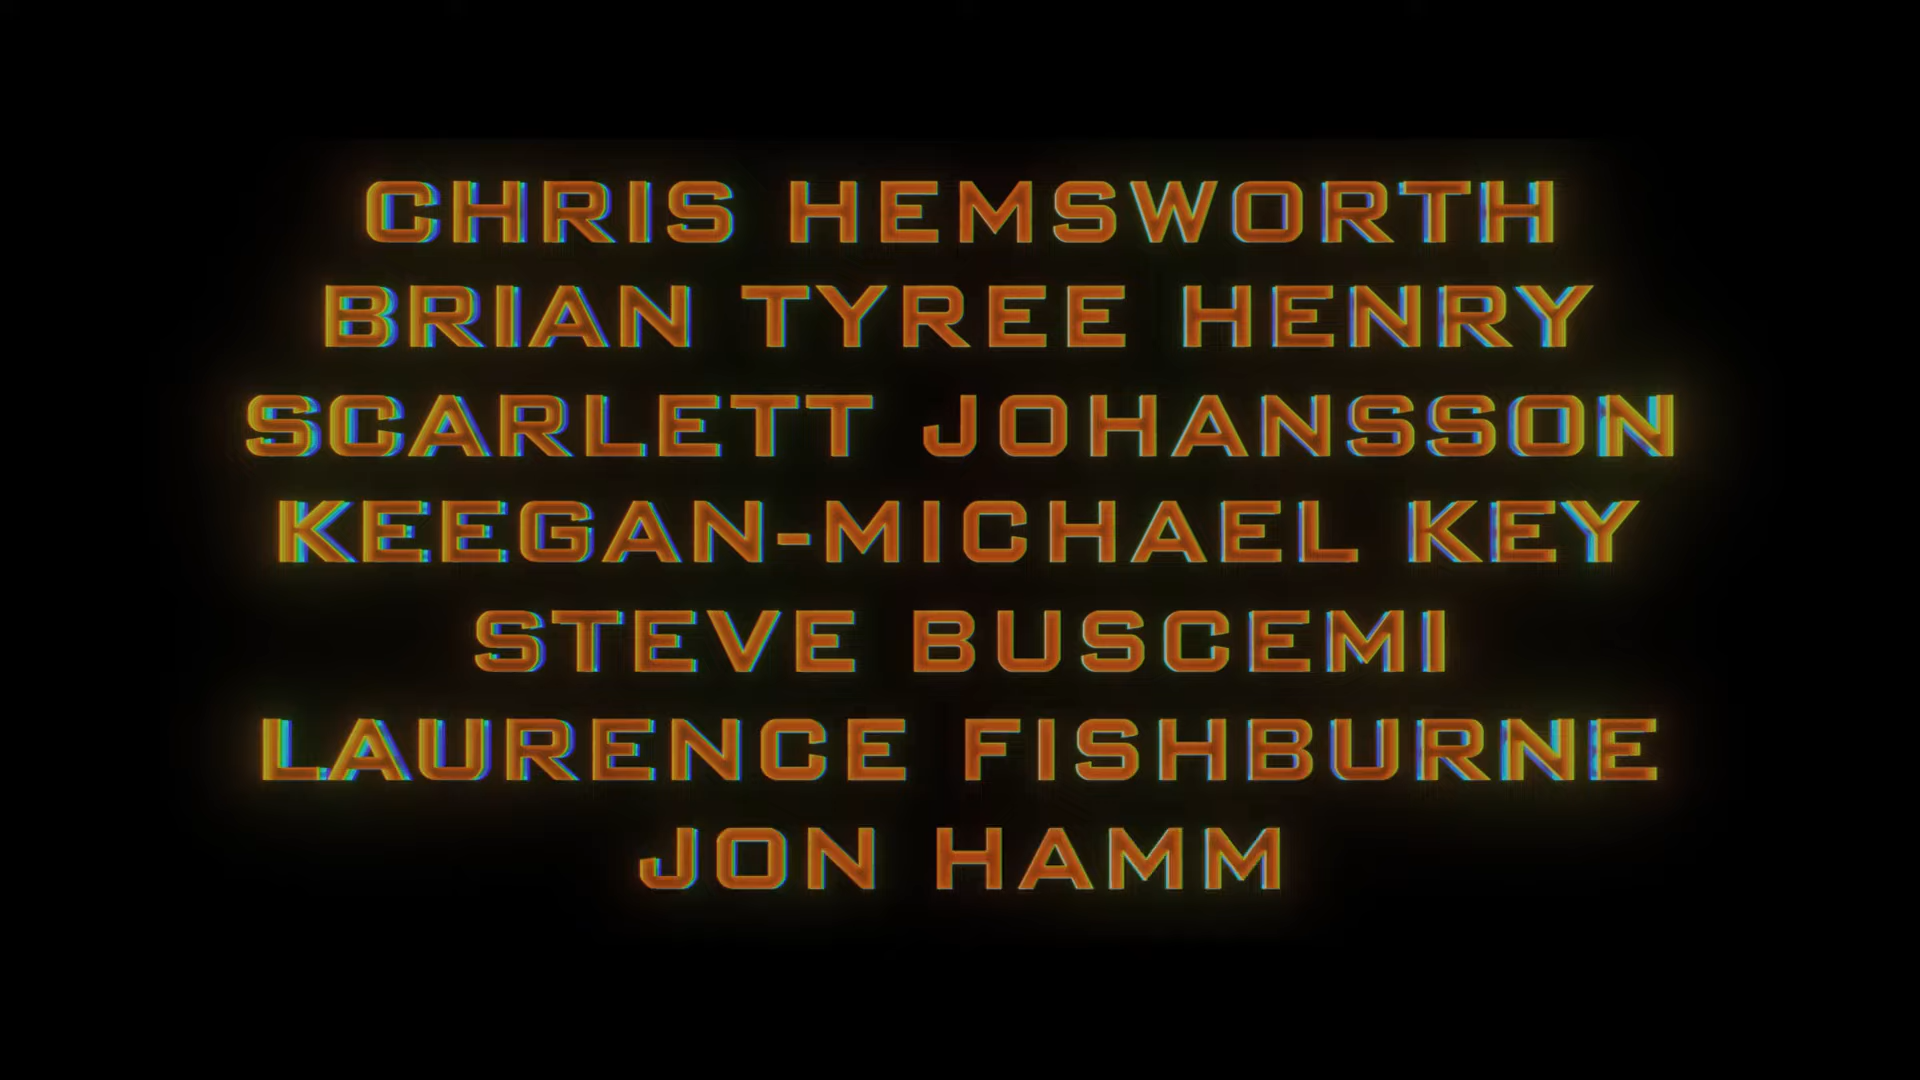 CHRIS HEMSWORTH
BRIAN TYREE HENRY
SCARLETT JOHANSSON
KEEGAN-MICHAEL KEY
STEVE BUSCEMI
LAURENCE FISHBURNE
JON HAMM